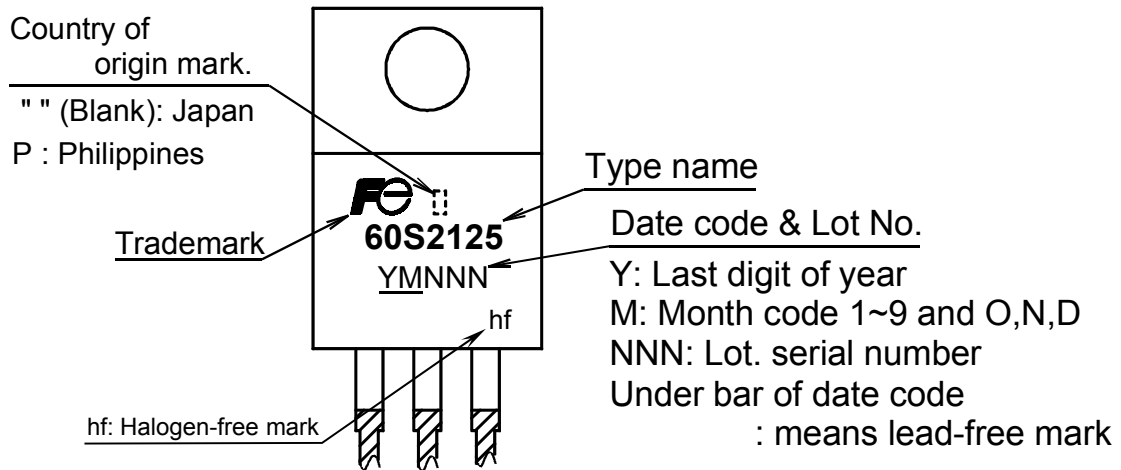 Country of
origin mark.
" " (Blank): Japan
P : Philippines
Trademark
Fe
60S2125
YMNNN
hf
hf: Halogen-free mark
Type name
Date code & Lot No.
Y: Last digit of year
M: Month code 1~9 and O,N,D
NNN: Lot. serial number
Under bar of date code
: means lead-free mark